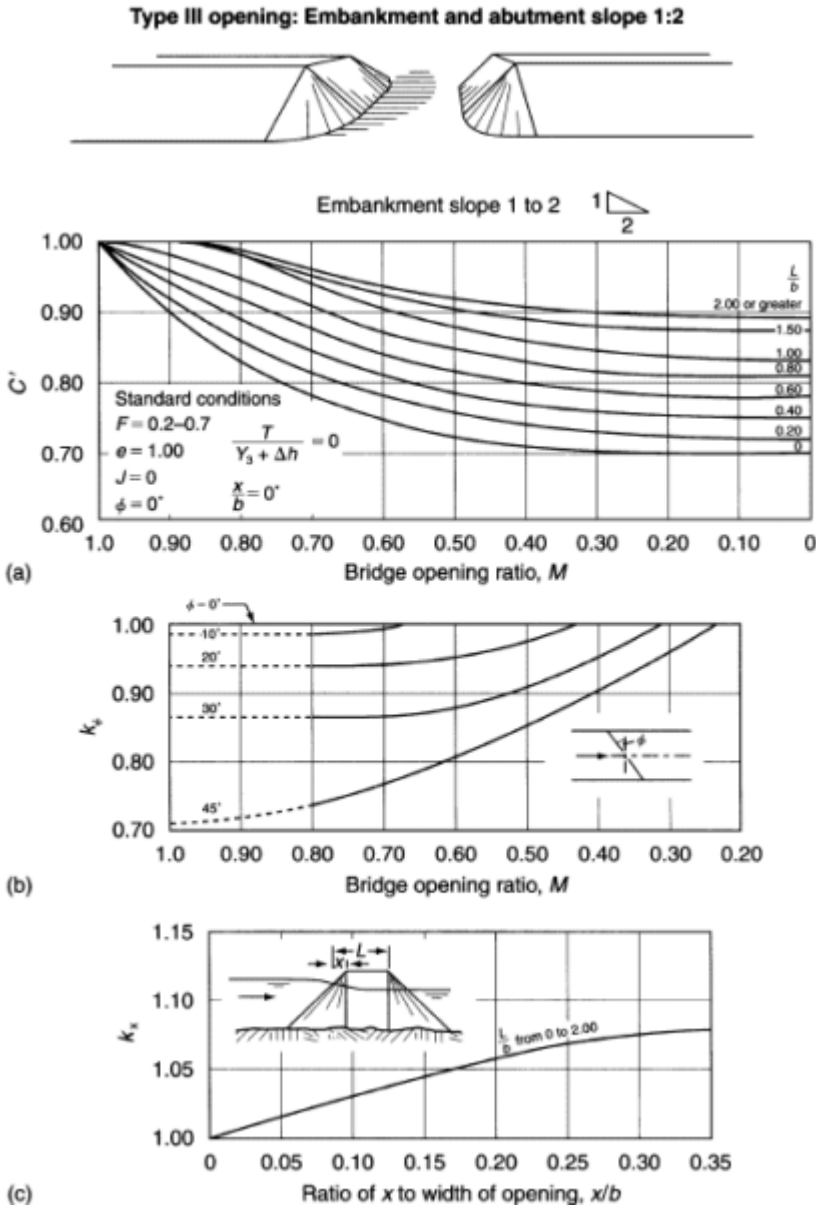 Type III opening: Embankment and abutment slope 1:2
Embankment slope 1 to 2
1
2
1.00
0.90
0.80
0.70
0.60
C′
L
b
2.00 or greater
1.50
1.00
0.80
0.60
0.40
0.20
0
Standard conditions
F = 0.2–0.7
e = 1.00
J = 0
ϕ = 0°
T
Y₃ + Δh
= 0
x
b
= 0°
1.0 0.90 0.80 0.70 0.60 0.50 0.40 0.30 0.20 0.10 0
(a)
Bridge opening ratio, M
ϕ – 0°
1.00
0.90
0.80
0.70
kϕ
10°
20°
30°
45°
ϕ
1.0 0.90 0.80 0.70 0.60 0.50 0.40 0.30 0.20
(b)
Bridge opening ratio, M
1.15
1.10
1.05
1.00
kₓ
L
x
L
b
from 0 to 2.00
0 0.05 0.10 0.15 0.20 0.25 0.30 0.35
(c)
Ratio of x to width of opening, x/b